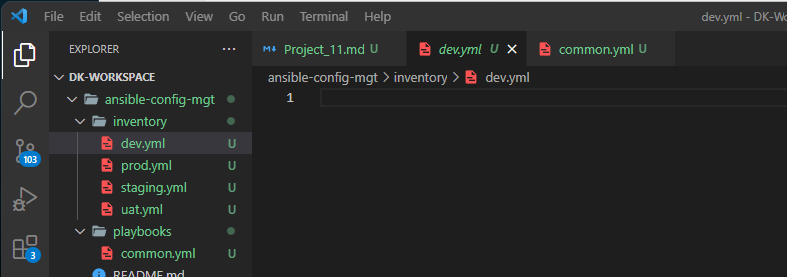 File Edit Selection View Go Run Terminal Help dev.yml - DK-Wo
EXPLORER ...
Project_11.md U dev.yml U × common.yml U
DK-WORKSPACE
ansible-config-mgt > inventory > dev.yml
1
ansible-config-mgt
inventory
dev.yml U
prod.yml U
staging.yml U
uat.yml U
playbooks
common.yml U
README.md
103
3